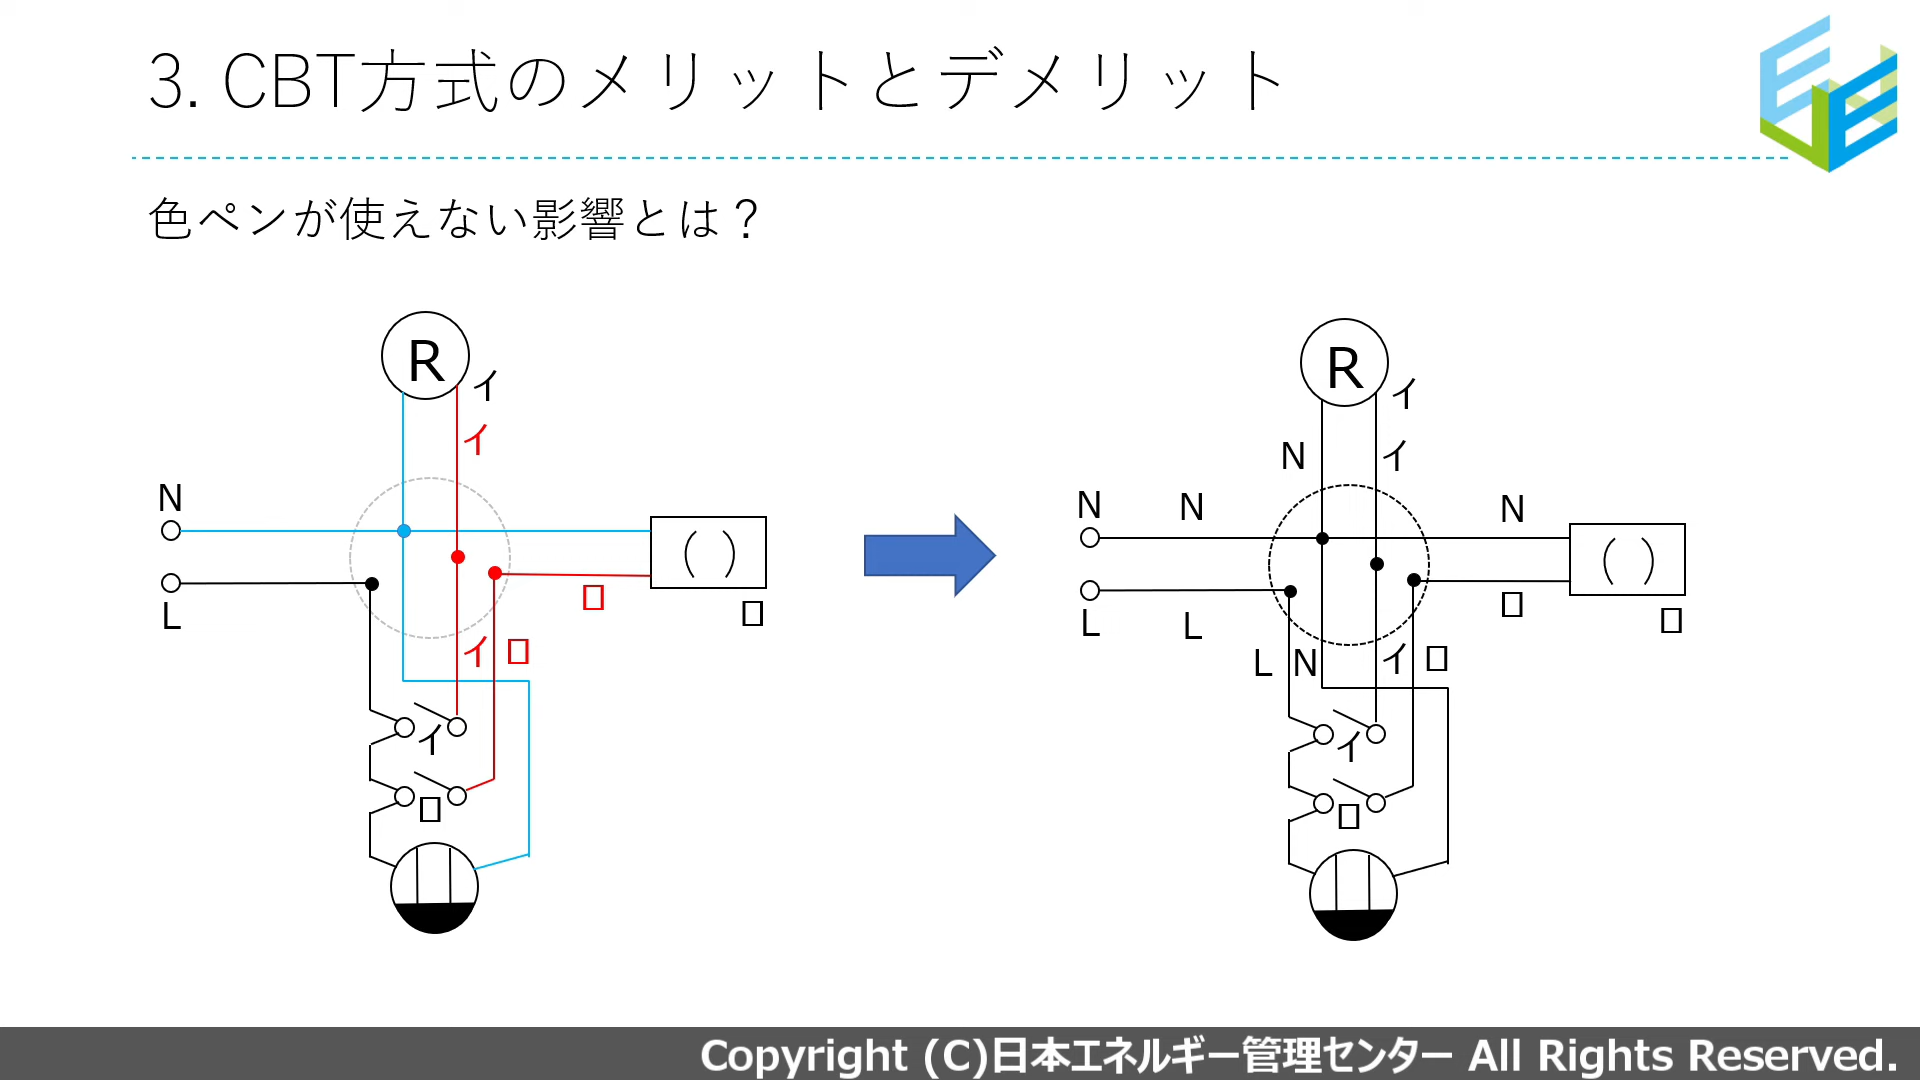 3. CBT方式のメリットとデメリット
色ペンが使えない影響とは？
R
イ
イ
N
L
( )
ロ
ロ
イ ロ
イ
ロ
R
イ
N イ
N N N
( )
L L ロ ロ
L N イ ロ
イ
ロ
Copyright (C)日本エネルギー管理センター All Rights Reserved.